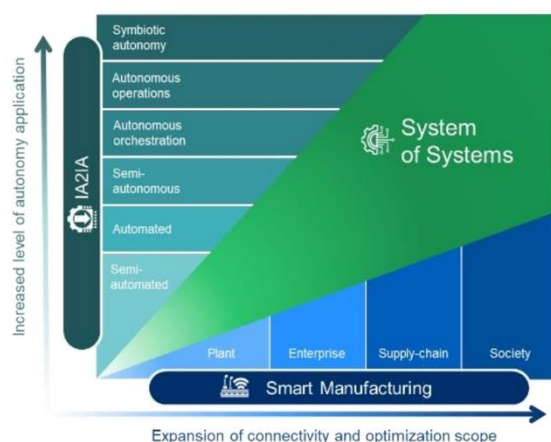 Symbiotic
autonomy
Autonomous
operations
Autonomous
orchestration
Semi-
autonomous
Automated
Semi-
automated
Increased level of autonomy application
IA2IA
System
of Systems
Plant
Enterprise
Supply-chain
Society
Smart Manufacturing
Expansion of connectivity and optimization scope